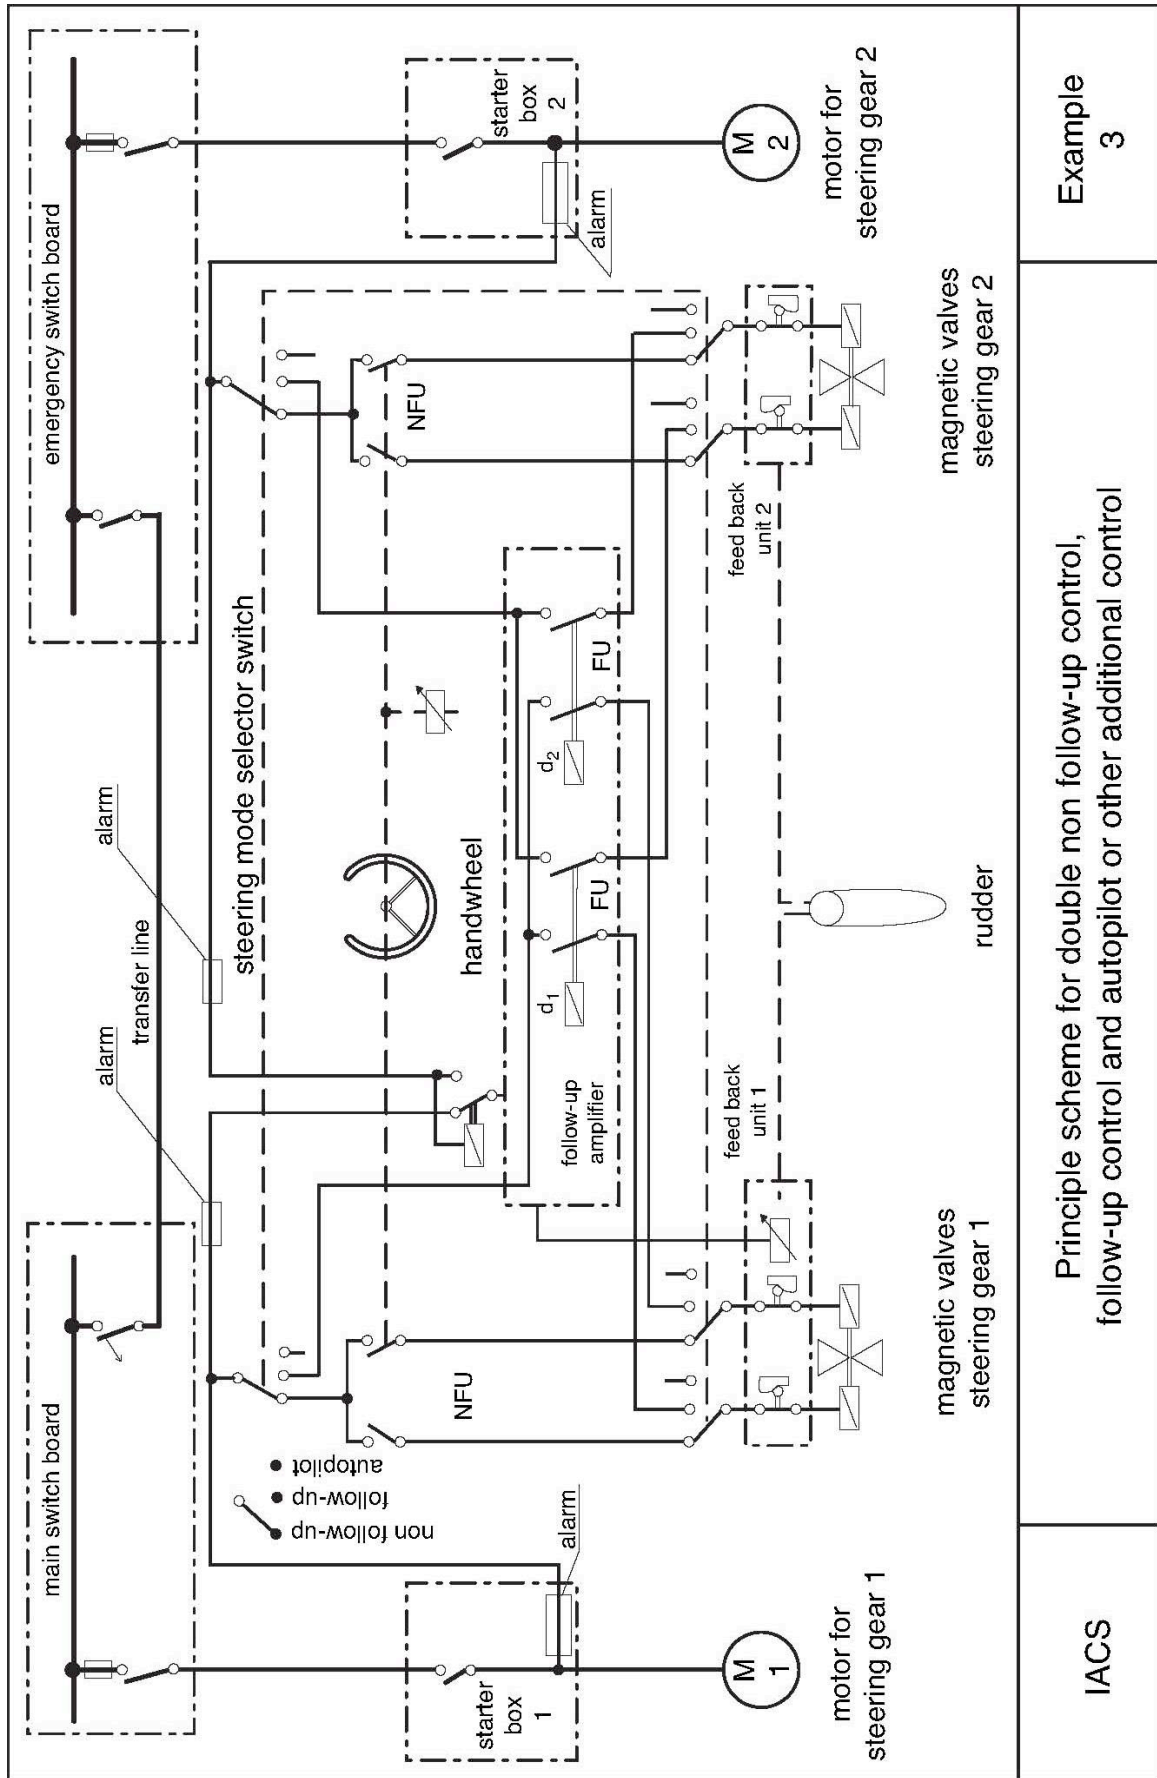 main switch board
emergency switch board
alarm
alarm
transfer line
steering mode selector switch
non follow-up
follow-up
autopilot
starter
box
1
alarm
NFU
handwheel
NFU
starter
box
2
alarm
follow-up
amplifier
d1
FU
d2
FU
M
1
M
2
feed back
unit 1
feed back
unit 2
motor for
steering gear 1
magnetic valves
steering gear 1
rudder
magnetic valves
steering gear 2
motor for
steering gear 2
IACS
Principle scheme for double non follow-up control,
follow-up control and autopilot or other additional control
Example
3